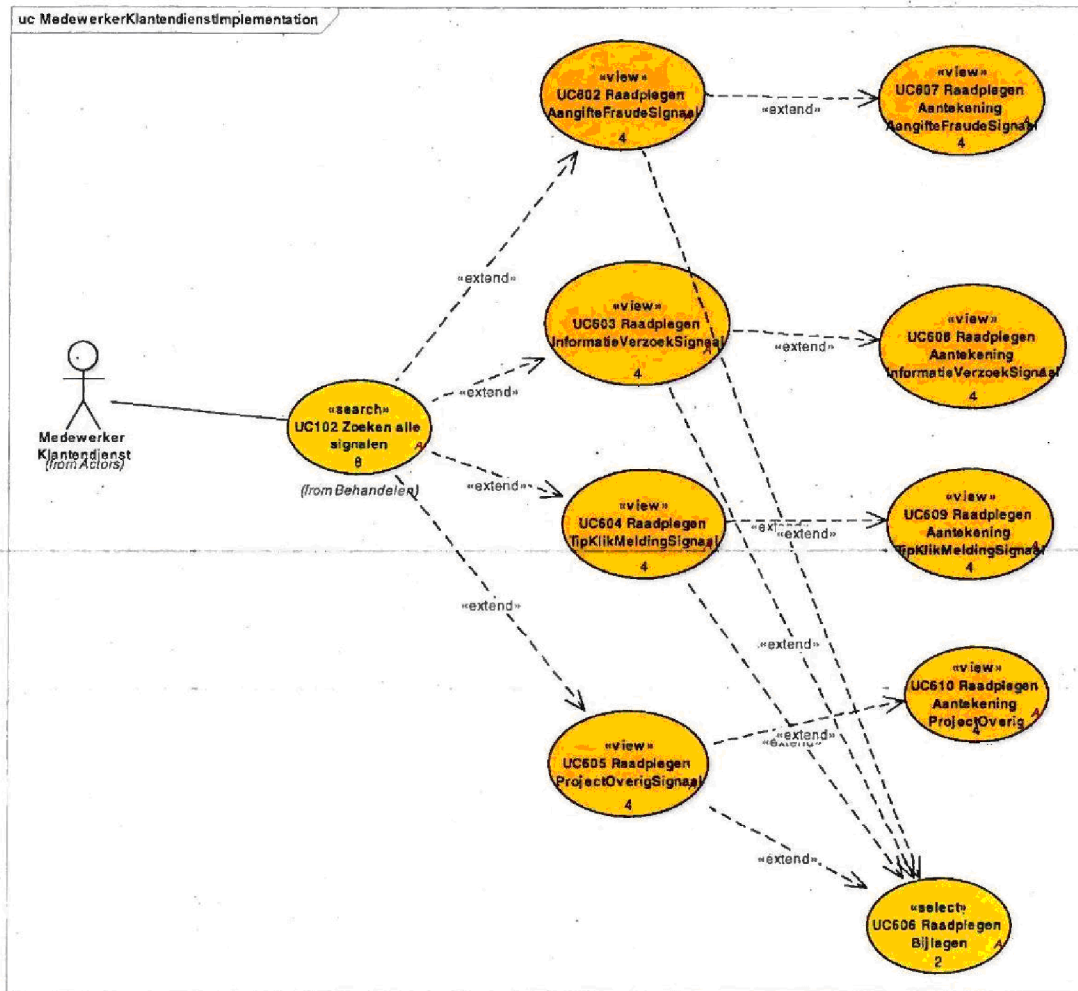 uc MedewerkerKlantendienstImplementation
«view»
UC602 Raadplegen
AangifteFraudeSignaal
4
«extend»
«view»
UC607 Raadplegen
Aantekening
AangifteFraudeSignaal
4
«extend»
«view»
UC603 Raadplegen
InformatieVerzoekSignaal
4
«extend»
«view»
UC608 Raadplegen
Aantekening
InformatieVerzoekSignaal
4
Medewerker
Klantendienst
(from Actors)
«search»
UC102 Zoeken alle
signalen
8
(from Behandelen)
«extend»
«extend»
«view»
UC604 Raadplegen
TipKlikMeldingSignaal
4
«extend»
«extend»
«view»
UC609 Raadplegen
Aantekening
TipKlikMeldingSignaal
4
«extend»
«extend»
«view»
UC605 Raadplegen
ProjectOverigSignaal
4
«extend»
«extend»
«view»
UC610 Raadplegen
Aantekening
ProjectOverig
4
«extend»
«select»
UC606 Raadplegen
Bijlagen
2